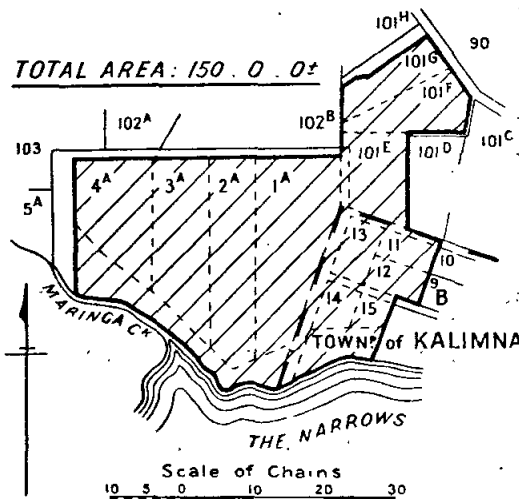 101H
90
TOTAL AREA: 150 . 0 . 0±
101G
101F
102A
102B
103
101E
101D
101C
5A
4A
3A
2A
1A
13
11
10
12
9
14
B
15
MARINGA CK
TOWNP of KALIMNA
THE NARROWS
Scale of Chains
10 5 0 10 20 30